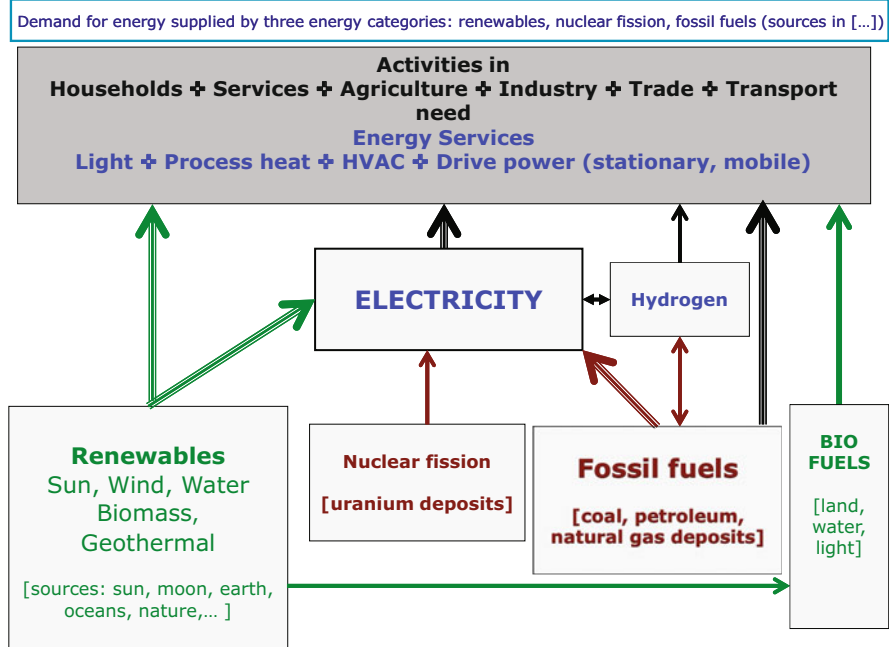 Demand for energy supplied by three energy categories: renewables, nuclear fission, fossil fuels (sources in [...])
Activities in
Households ✤ Services ✤ Agriculture ✤ Industry ✤ Trade ✤ Transport
need
Energy Services
Light ✤ Process heat ✤ HVAC ✤ Drive power (stationary, mobile)
ELECTRICITY
Hydrogen
Renewables
Sun, Wind, Water
Biomass,
Geothermal
[sources: sun, moon, earth,
oceans, nature,... ]
Nuclear fission
[uranium deposits]
Fossil fuels
[coal, petroleum,
natural gas deposits]
BIO
FUELS
[land,
water,
light]